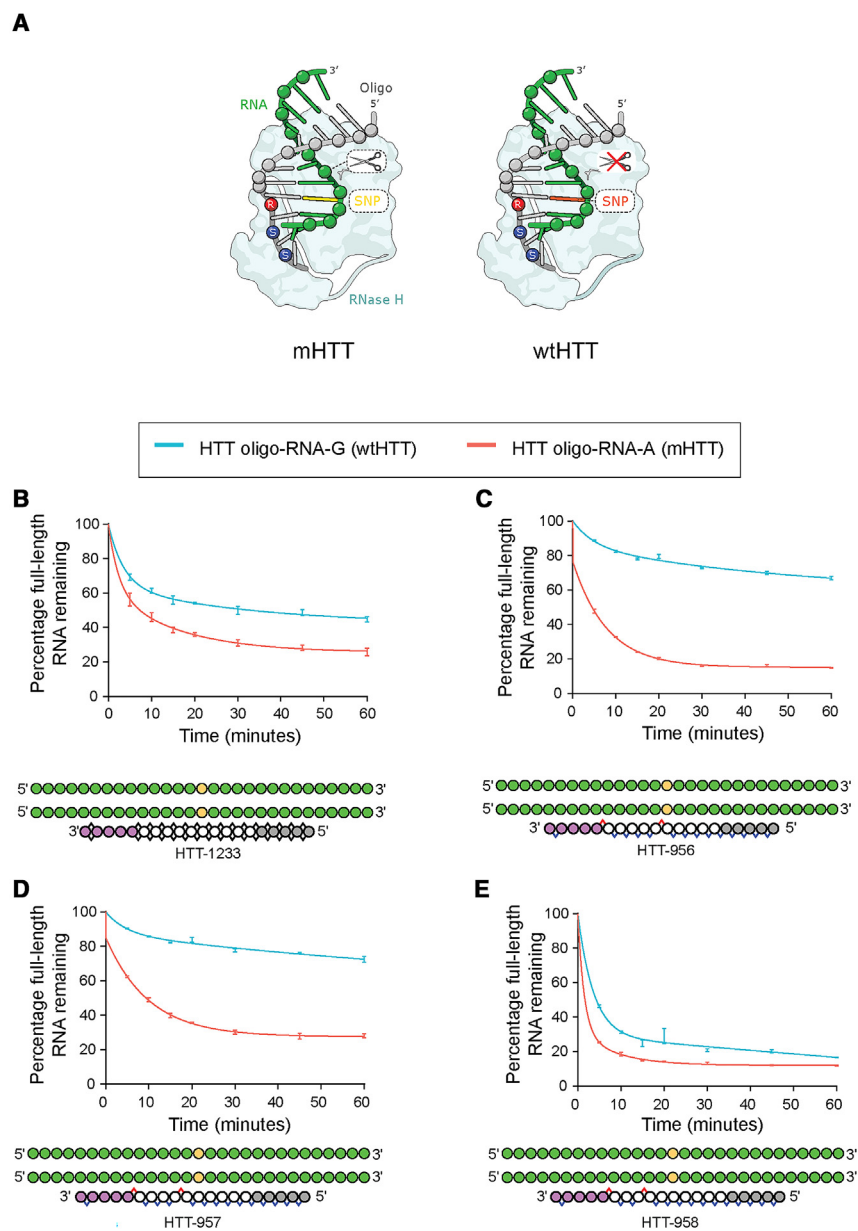 A
3'
Oligo
5'
RNA
SNP
R
S
S
RNase H
mHTT
3'
5'
SNP
R
S
S
wtHTT
HTT oligo-RNA-G (wtHTT)
HTT oligo-RNA-A (mHTT)
B
Percentage full-length
RNA remaining
100
80
60
40
20
0
0 10 20 30 40 50 60
Time (minutes)
5' 3'
5' 3'
3' 5'
HTT-1233
C
Percentage full-length
RNA remaining
100
80
60
40
20
0
0 10 20 30 40 50 60
Time (minutes)
5' 3'
5' 3'
3' 5'
HTT-956
D
Percentage full-length
RNA remaining
100
80
60
40
20
0
0 10 20 30 40 50 60
Time (minutes)
5' 3'
5' 3'
3' 5'
HTT-957
E
Percentage full-length
RNA remaining
100
80
60
40
20
0
0 10 20 30 40 50 60
Time (minutes)
5' 3'
5' 3'
3' 5'
HTT-958